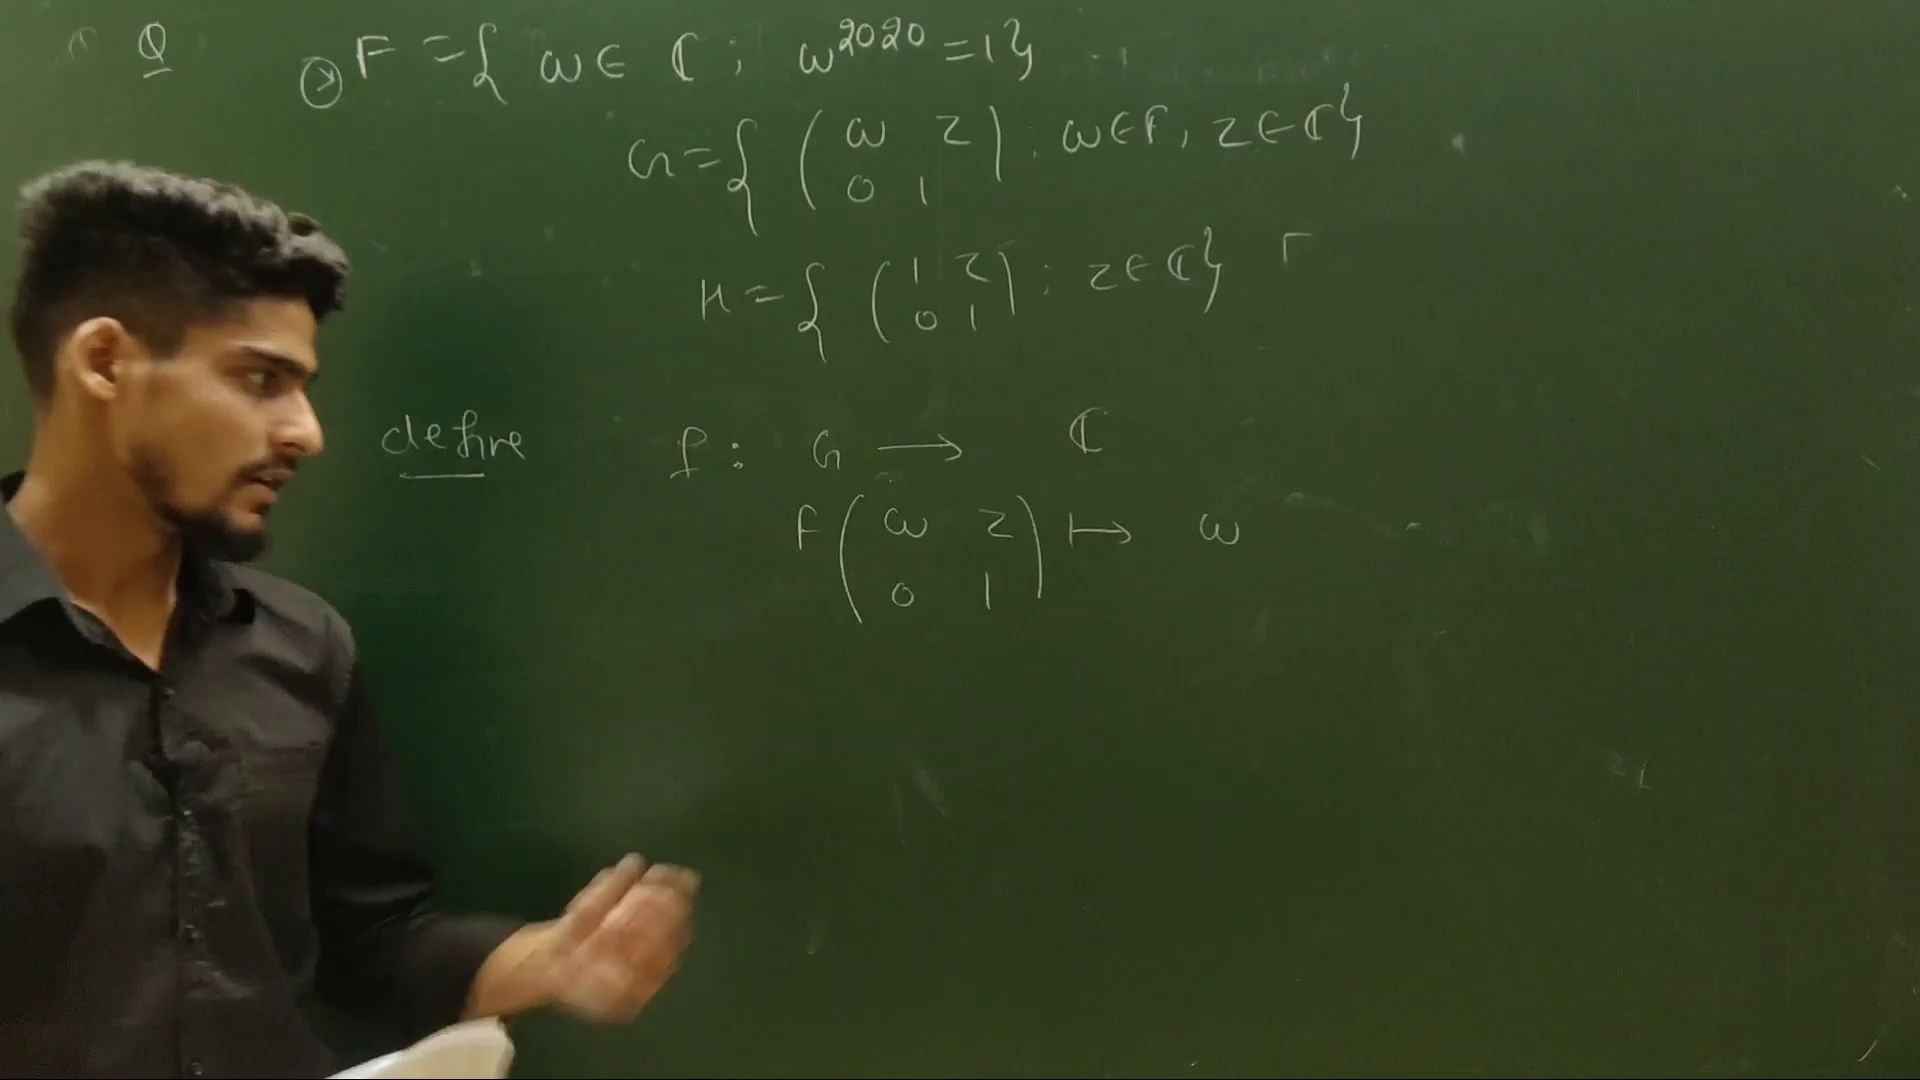 Q
F = { ω ∈ ℂ ; ω^2020 = 1 }
G = { ( ω z ) : ω ∈ F, z ∈ ℂ }
0 1
H = { ( 1 z ) ; z ∈ ℂ }
0 1
define f : G → ℂ
F ( ω z ) ↦ ω
0 1